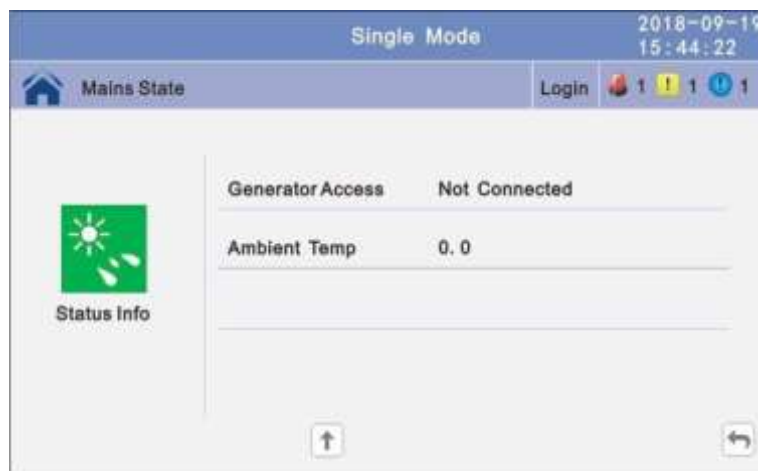 Single Mode
2018-09-19
15:44:22
Mains State
Login
1
! 1
! 1
Generator Access Not Connected
Ambient Temp 0. 0
Status Info